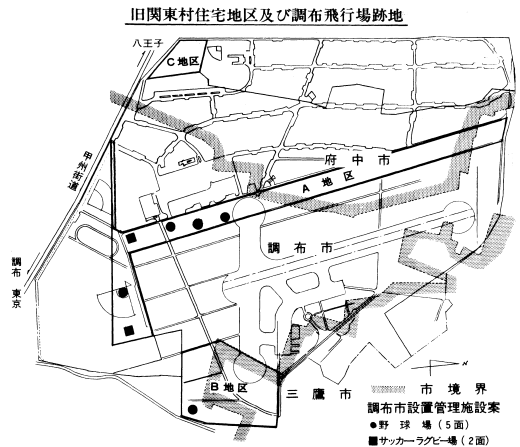 旧関東村住宅地区及び調布飛行場跡地
八王子
C地区
甲州街道
府中市
A地区
調布市
調布
東京
B地区
三鷹市
N
市境界
調布市設置管理施設案
●野球場(5面)
■サッカーラグビー場(2面)